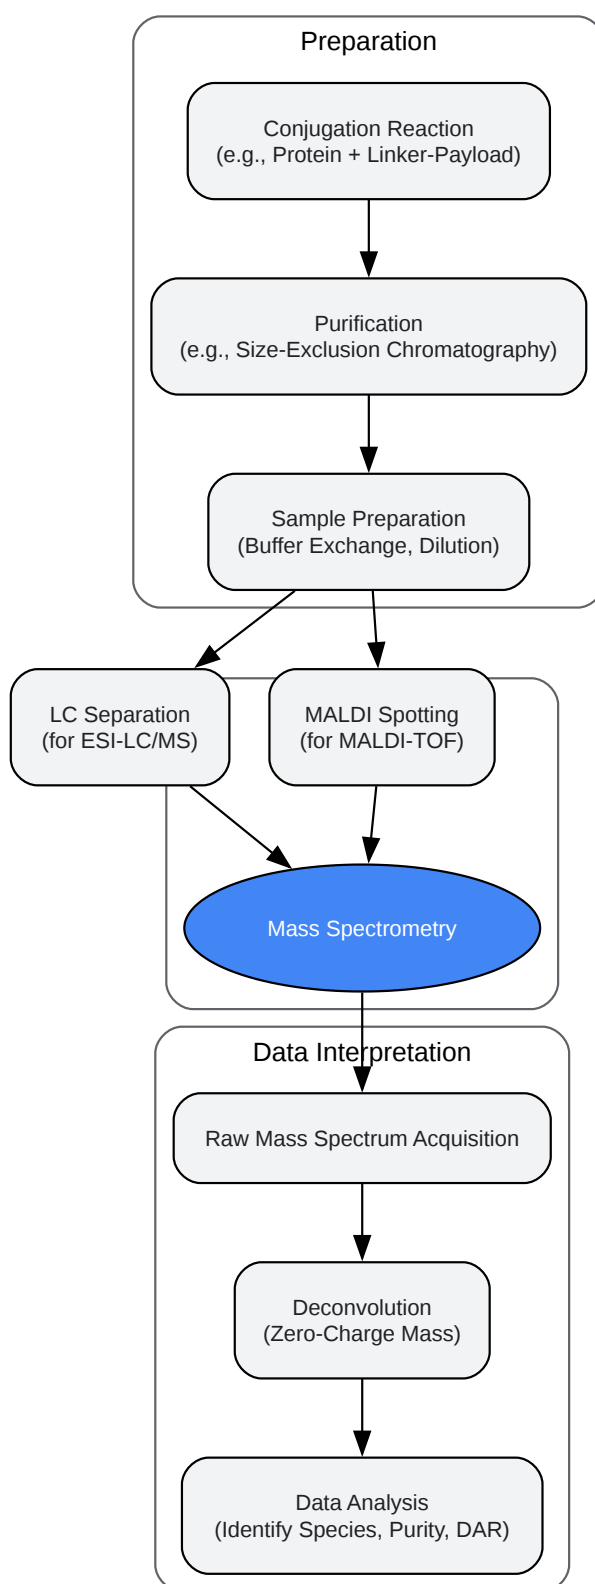 Preparation
Conjugation Reaction
(e.g., Protein + Linker-Payload)
Purification
(e.g., Size-Exclusion Chromatography)
Sample Preparation
(Buffer Exchange, Dilution)
LC Separation
(for ESI-LC/MS)
MALDI Spotting
(for MALDI-TOF)
Mass Spectrometry
Data Interpretation
Raw Mass Spectrum Acquisition
Deconvolution
(Zero-Charge Mass)
Data Analysis
(Identify Species, Purity, DAR)